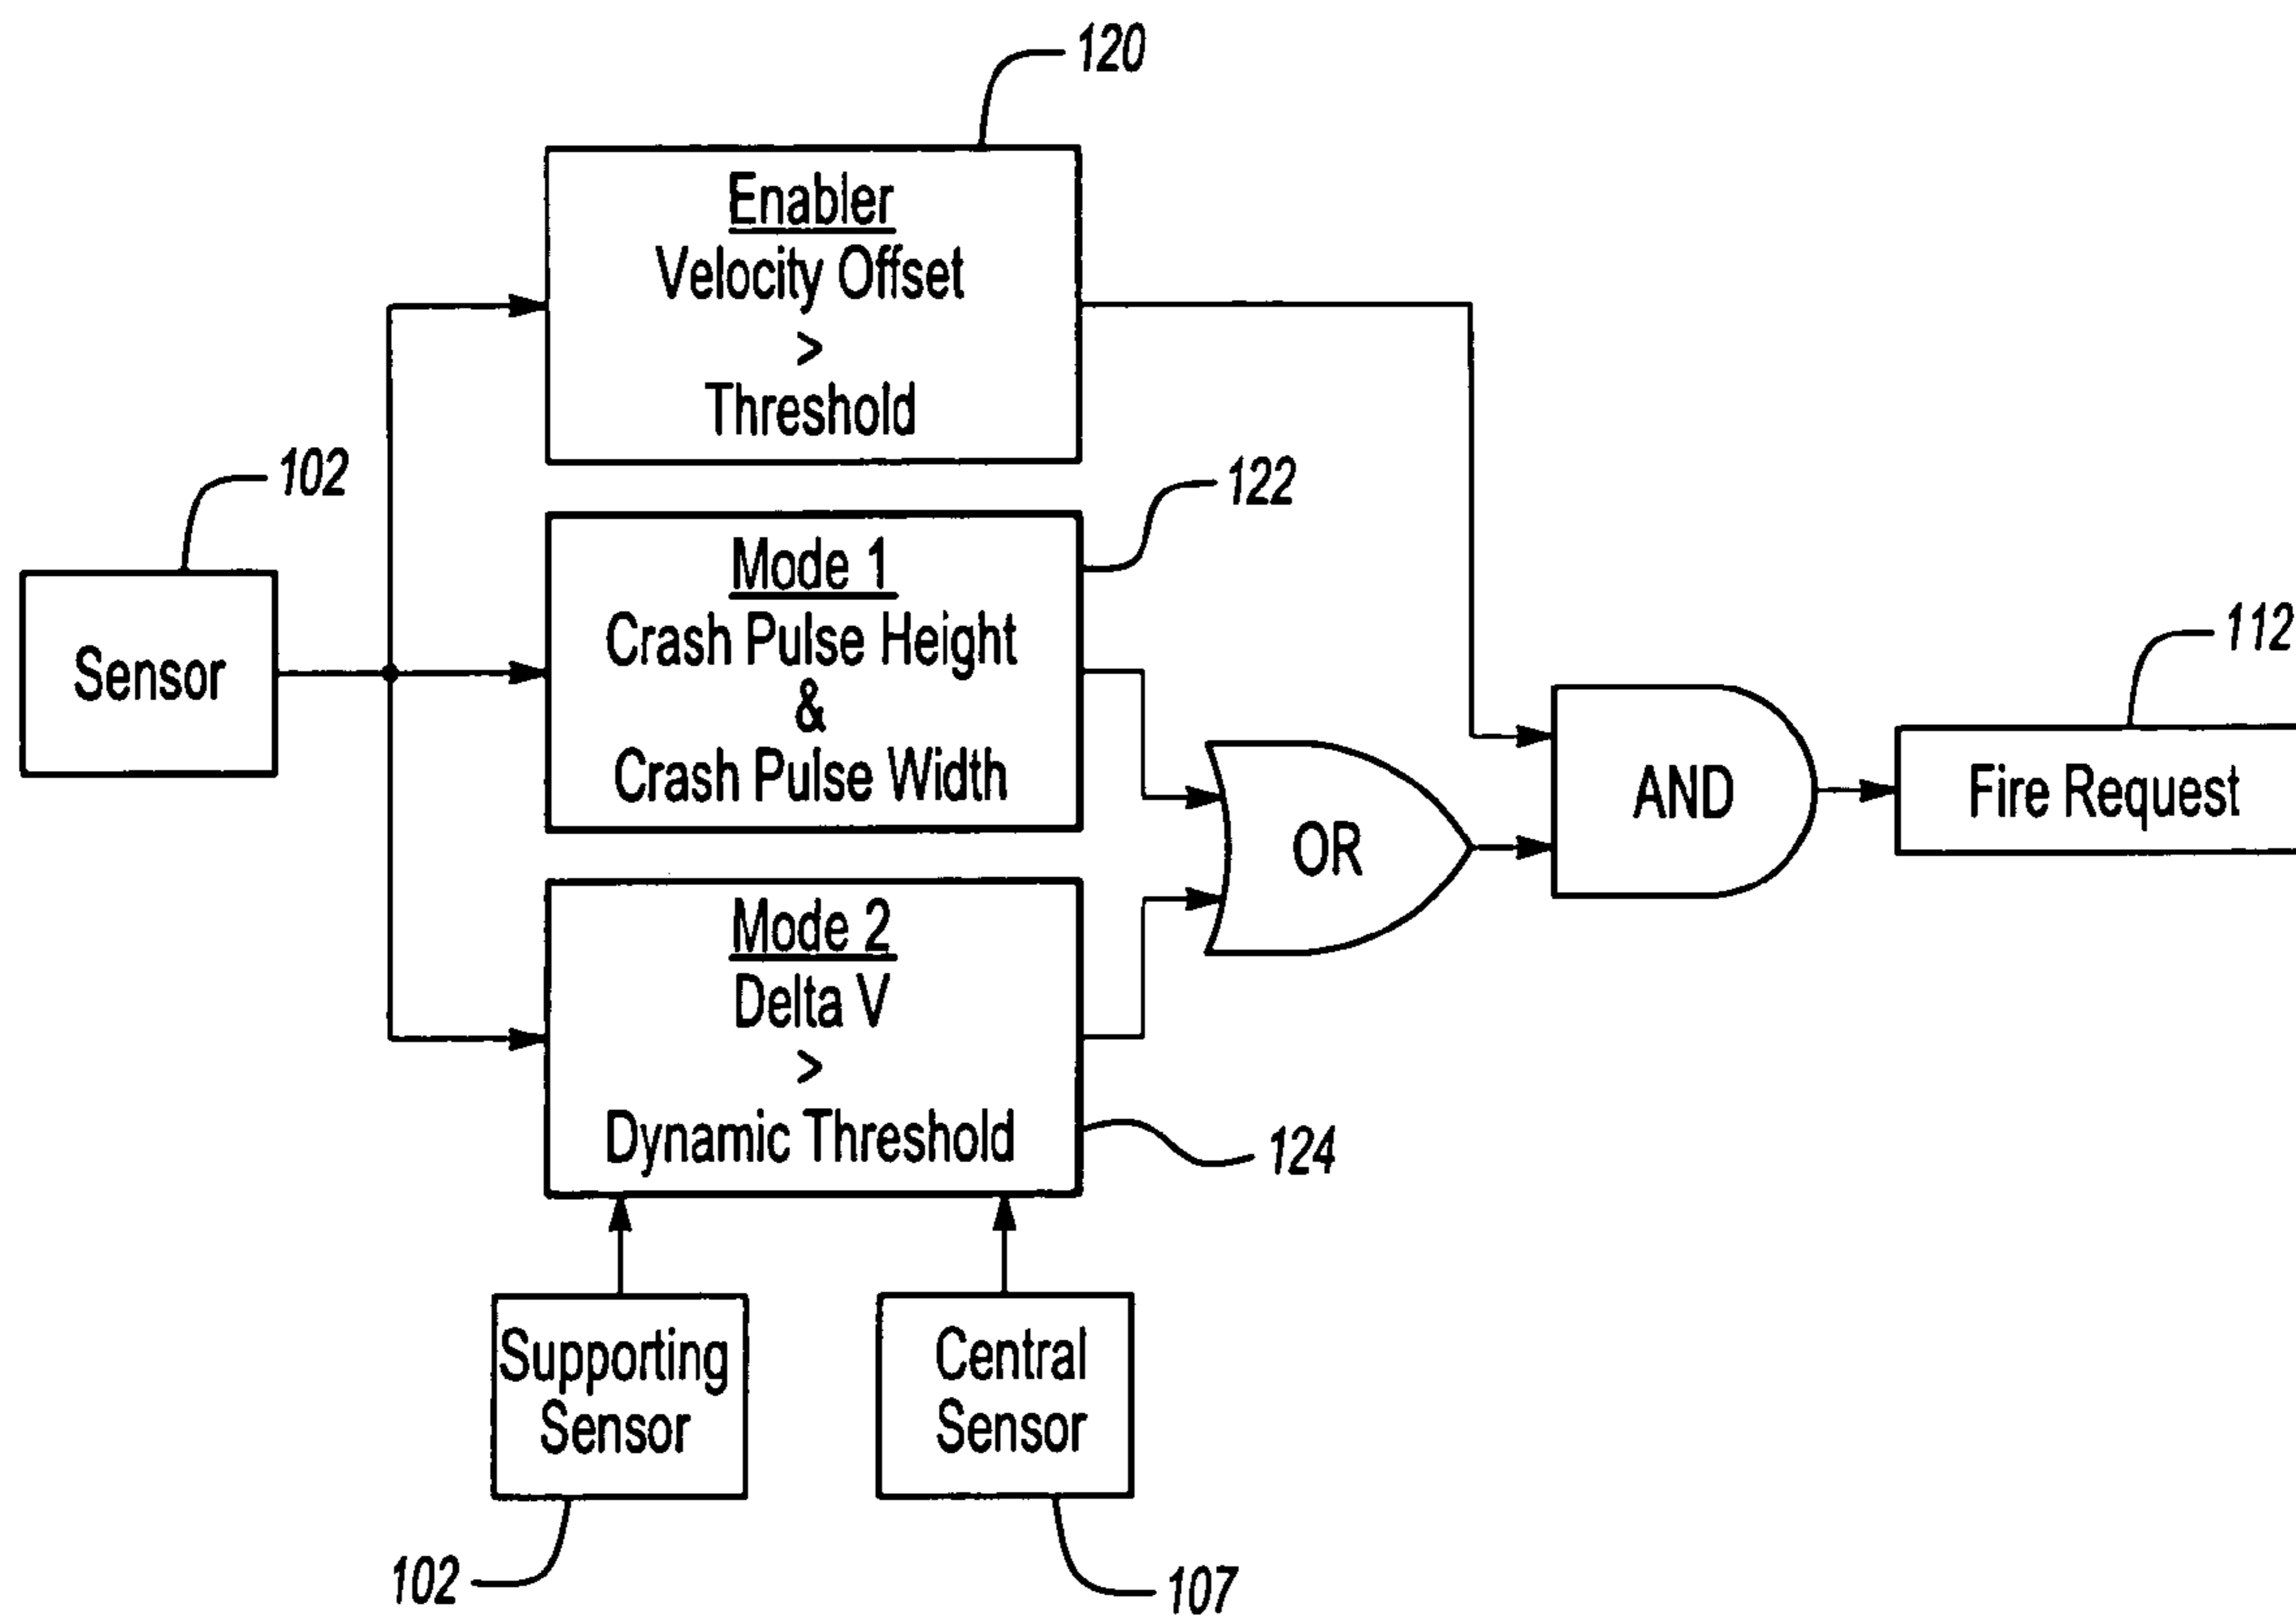 120
Enabler
Velocity Offset
>
Threshold
102
122
Sensor
Mode 1
Crash Pulse Height
&
Crash Pulse Width
112
OR
AND
Fire Request
Mode 2
Delta V
>
Dynamic Threshold
124
Supporting
Sensor
Central
Sensor
102
107